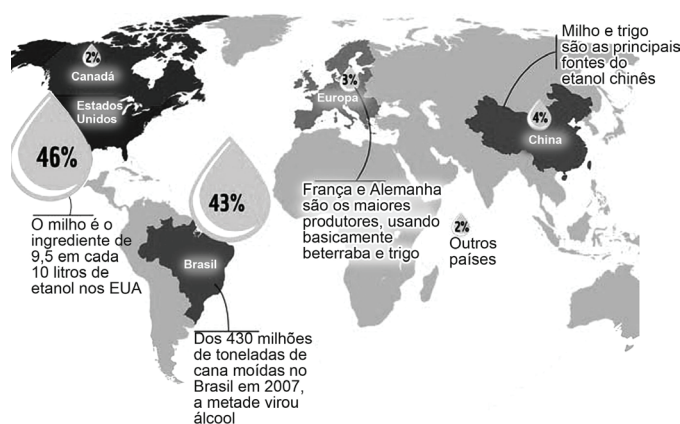 2%
Canadá
Estados
Unidos
46%
O milho é o
ingrediente de
9,5 em cada
10 litros de
etanol nos EUA
43%
Brasil
Dos 430 milhões
de toneladas de
cana moídas no
Brasil em 2007,
a metade virou
álcool
3%
Europa
França e Alemanha
são os maiores
produtores, usando
basicamente
beterraba e trigo
Milho e trigo
são as principais
fontes do
etanol chinês
4%
China
2%
Outros
países